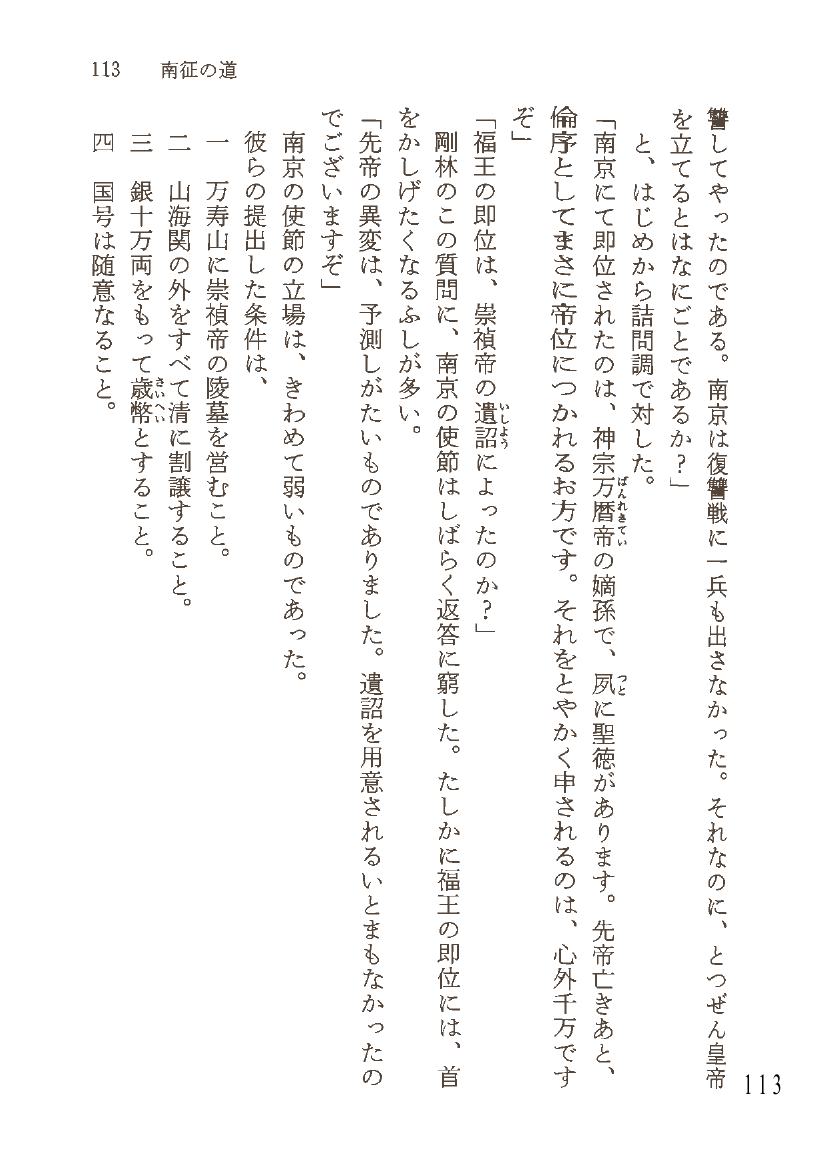 113 南征の道
讐してやったのである。南京は復讐戦に一兵も出さなかった。それなのに、とつぜん皇帝
を立てるとはなにごとであるか？」
と、はじめから詰問調で対した。
「南京にて即位されたのは、神宗万暦帝の嫡孫で、夙に聖徳があります。先帝亡きあと、
ばんれきてい
つと
倫序としてまさに帝位につかれるお方です。それをとやかく申されるのは、心外千万です
ぞ」
「福王の即位は、崇禎帝の遺詔によったのか？」
いしよう
剛林のこの質問に、南京の使節はしばらく返答に窮した。たしかに福王の即位には、首
をかしげたくなるふしが多い。
「先帝の異変は、予測しがたいものでありました。遺詔を用意されるいとまもなかったの
でございますぞ」
南京の使節の立場は、きわめて弱いものであった。
彼らの提出した条件は、
一 万寿山に崇禎帝の陵墓を営むこと。
二 山海関の外をすべて清に割譲すること。
三 銀十万両をもって歳幣とすること。
さいへい
四 国号は随意なること。
113